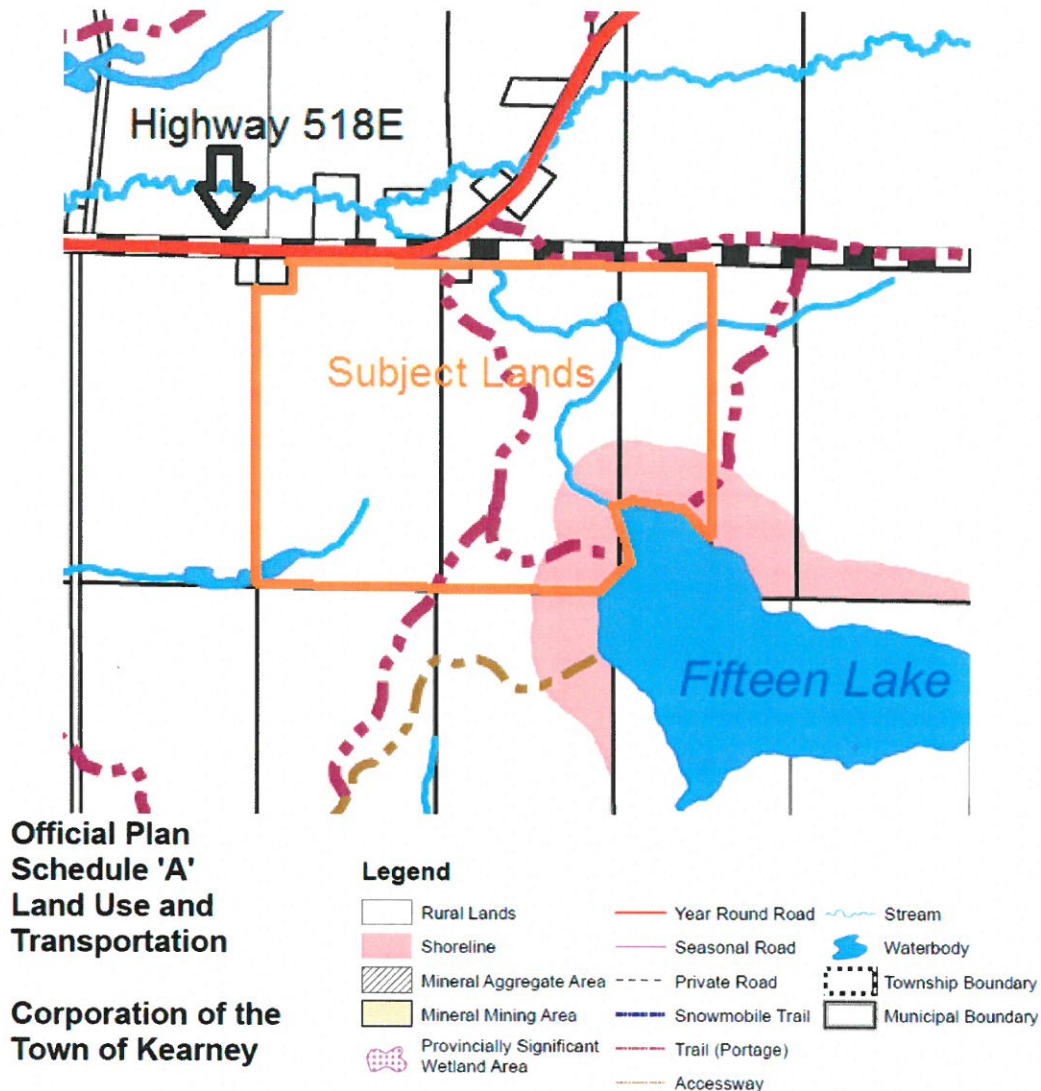 Highway 518E
Subject Lands
Fifteen Lake
Official Plan
Schedule 'A'
Land Use and
Transportation
Corporation of the
Town of Kearney
Legend
Rural Lands
Shoreline
Mineral Aggregate Area
Mineral Mining Area
Provincially Significant
Wetland Area
Year Round Road
Seasonal Road
Private Road
Snowmobile Trail
Trail (Portage)
Accessway
Stream
Waterbody
Township Boundary
Municipal Boundary